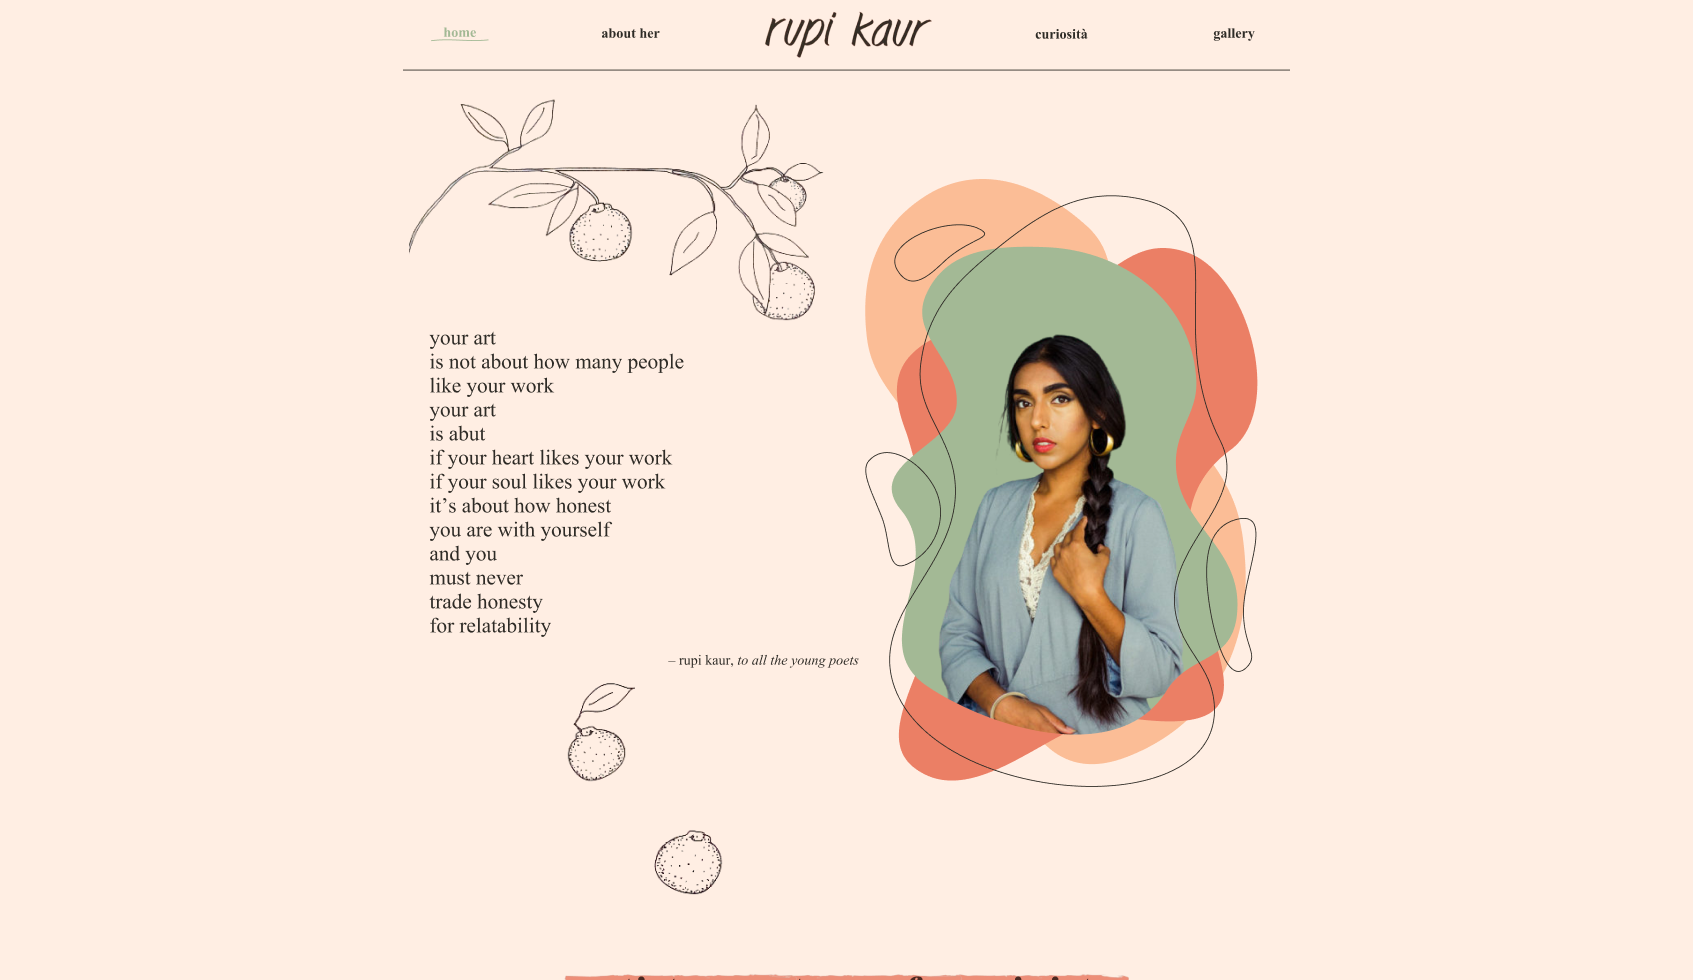 home
about her
rupi kaur
curiosità
gallery
your art
is not about how many people
like your work
your art
is abut
if your heart likes your work
if your soul likes your work
it’s about how honest
you are with yourself
and you
must never
trade honesty
for relatability
– rupi kaur, to all the young poets